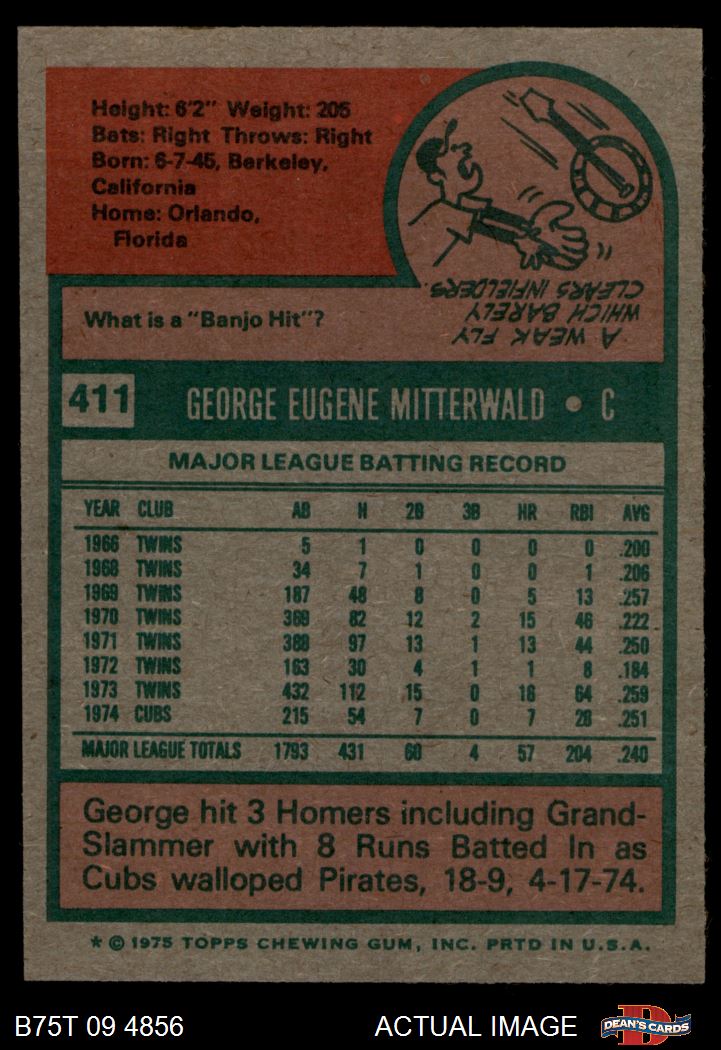 Height: 6'2" Weight: 205
Bats: Right Throws: Right
Born: 6-7-45, Berkeley,
California
Home: Orlando,
Florida
What is a "Banjo Hit"?
A WEAK FLY
WHICH BARELY
CLEARS INFIELDERS.
411 GEORGE EUGENE MITTERWALD • C
MAJOR LEAGUE BATTING RECORD
YEAR CLUB AB H 2B 3B HR RBI AVG
1966 TWINS 5 1 0 0 0 0 .200
1968 TWINS 34 7 1 0 0 1 .206
1969 TWINS 187 48 8 0 5 13 .257
1970 TWINS 369 82 12 2 15 46 .222
1971 TWINS 388 97 13 1 13 44 .250
1972 TWINS 163 30 4 1 1 8 .184
1973 TWINS 432 112 15 0 16 64 .259
1974 CUBS 215 54 7 0 7 28 .251
MAJOR LEAGUE TOTALS 1793 431 60 4 57 204 .240
George hit 3 Homers including Grand-
Slammer with 8 Runs Batted In as
Cubs walloped Pirates, 18-9, 4-17-74.
* © 1975 TOPPS CHEWING GUM, INC. PRTD IN U.S.A.
B75T 09 4856 ACTUAL IMAGE DEAN'S CARDS